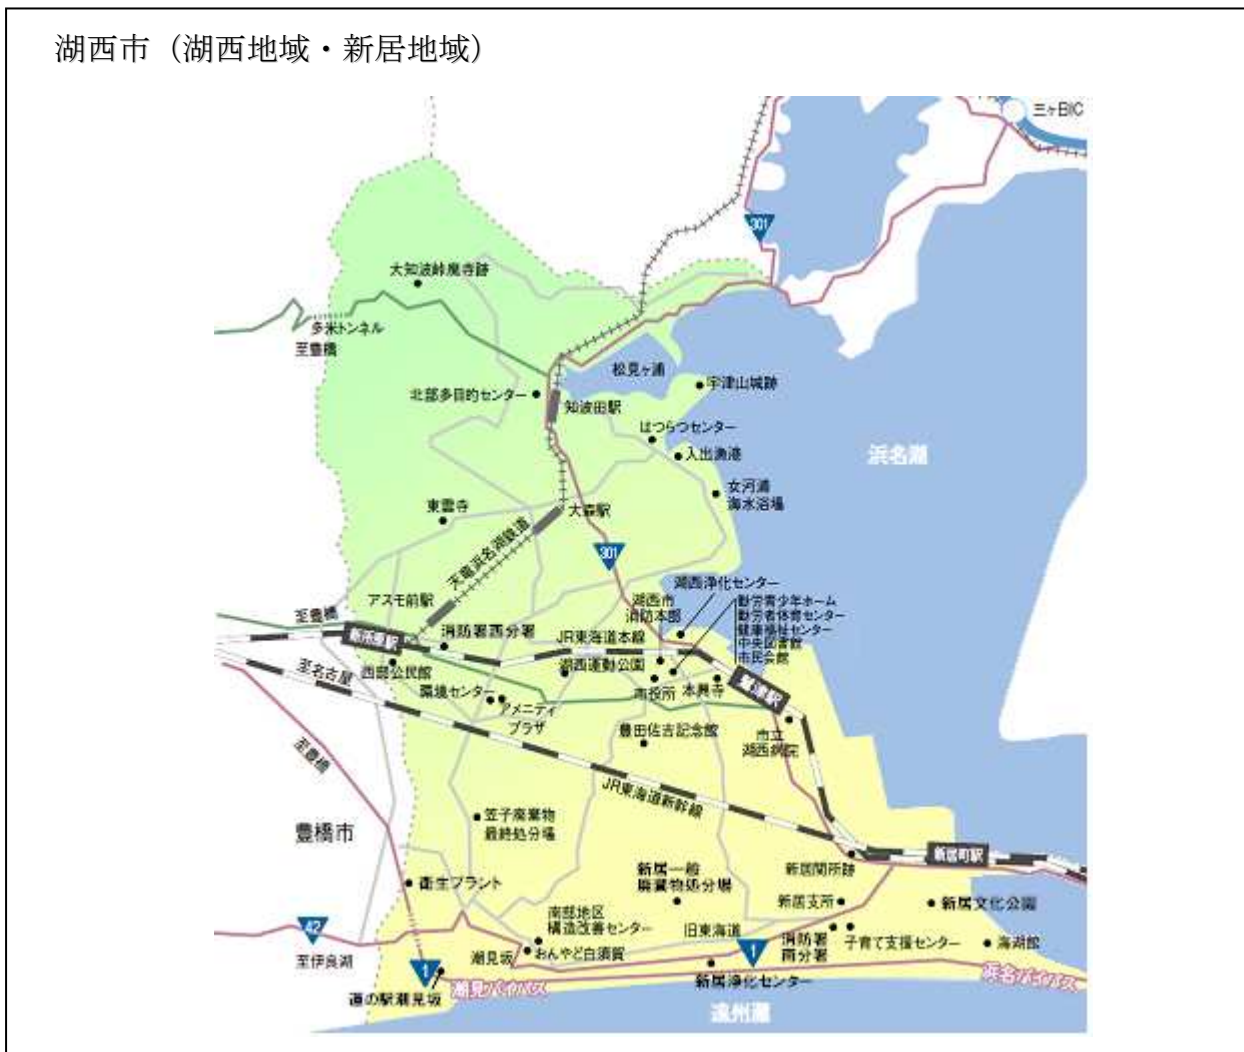 湖西市（湖西地域・新居地域）
三ヶBIC
301
大知波峠廃寺跡
多米トンネル
至豊橋
松見ヶ浦
宇津山城跡
北部多目的センター
知波田駅
はつらつセンター
入出漁港
浜名湖
女河浦
海水浴場
東雲寺
大森駅
天竜浜名湖鉄道
301
アスモ前駅
湖西浄化センター
湖西市
消防本部
勤労青少年ホーム
勤労者体育センター
健康福祉センター
中央図書館
市民会館
至豊橋
新所原駅
消防署西分署
JR東海道本線
西部公民館
湖西運動公園
至名古屋
環境センター
市役所
本興寺
鷲津駅
アメニティ
プラザ
豊田佐吉記念館
市立
湖西病院
至豊橋
JR東海道新幹線
笠子廃棄物
最終処分場
豊橋市
新居町駅
新居関所跡
新居一般
廃棄物処分場
衛生プラント
新居支所
新居文化公園
42
南部地区
構造改善センター
旧東海道
1
消防署
南分署
子育て支援センター
海湖館
至伊良湖
潮見坂
おんやど白須賀
1
新居浄化センター
道の駅潮見坂
潮見バイパス
浜名バイパス
遠州灘